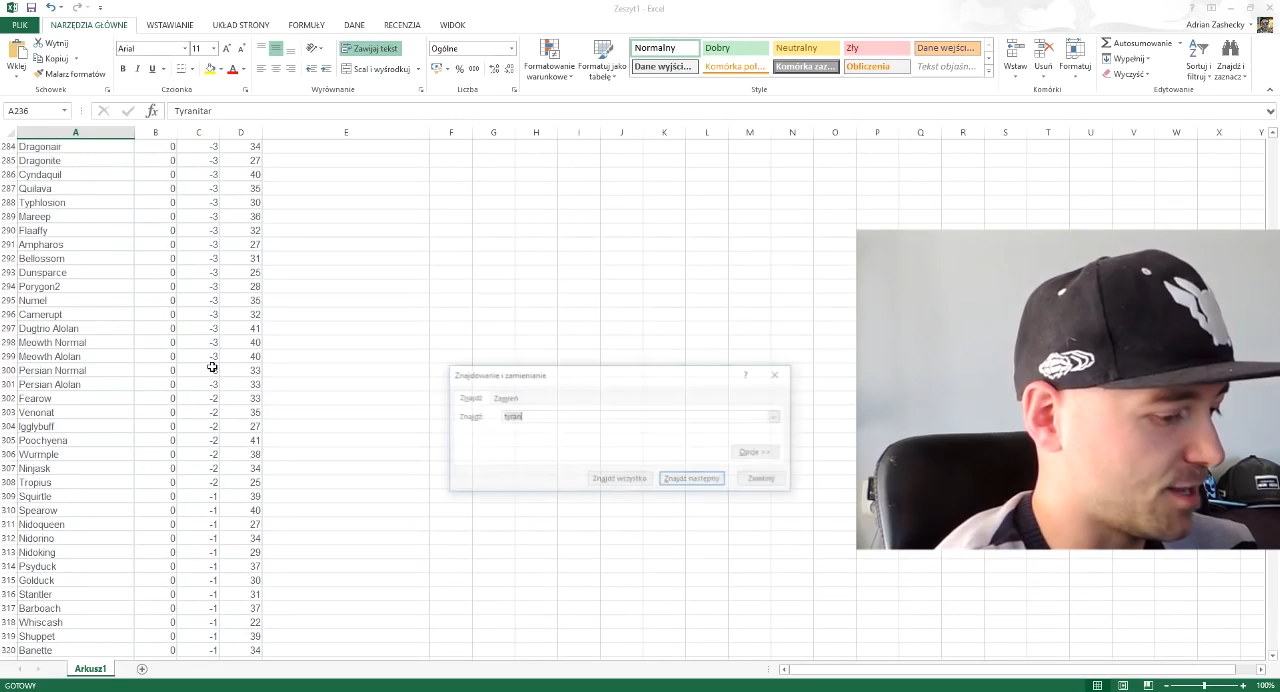 Zeszyt1 - Excel
PLIK NARZĘDZIA GŁÓWNE WSTAWIANIE UKŁAD STRONY FORMUŁY DANE RECENZJA WIDOK Adrian Zashecky
Wklej Wytnij Kopiuj Malarz formatów Schowek
Arial 11 Czcionka
Zawijaj tekst Scal i wyśrodkuj Wyrównanie
Ogólne % 000 Liczba
Formatowanie warunkowe Formatuj jako tabelę
Normalny Dobry Neutralny Zły Dane wejści...
Dane wyjści... Komórka poł... Komórka zaz... Obliczenia Tekst objaśn...
Style
Wstaw Usuń Formatuj Komórki
Autosumowanie Wypełnij Wyczyść Sortuj i filtruj Znajdź i zaznacz Edytowanie
A236 fx Tyranitar
A B C D E F G H I J K L M N O P Q R S T U V W X Y
284 Dragonair 0 -3 34
285 Dragonite 0 -3 27
286 Cyndaquil 0 -3 40
287 Quilava 0 -3 35
288 Typhlosion 0 -3 30
289 Mareep 0 -3 36
290 Flaaffy 0 -3 32
291 Ampharos 0 -3 27
292 Bellossom 0 -3 31
293 Dunsparce 0 -3 25
294 Porygon2 0 -3 28
295 Numel 0 -3 35
296 Camerupt 0 -3 32
297 Dugtrio Alolan 0 -3 41
298 Meowth Normal 0 -3 40
299 Meowth Alolan 0 -3 40
300 Persian Normal 0 -3 33
301 Persian Alolan 0 -3 33
302 Fearow 0 -2 33
303 Venonat 0 -2 35
304 Igglybuff 0 -2 27
305 Poochyena 0 -2 41
306 Wurmple 0 -2 38
307 Ninjask 0 -2 34
308 Tropius 0 -2 25
309 Squirtle 0 -1 39
310 Spearow 0 -1 40
311 Nidoqueen 0 -1 27
312 Nidorino 0 -1 34
313 Nidoking 0 -1 29
314 Psyduck 0 -1 37
315 Golduck 0 -1 30
316 Stantler 0 -1 31
317 Barboach 0 -1 37
318 Whiscash 0 -1 22
319 Shuppet 0 -1 39
320 Banette 0 -1 34
Znajdowanie i zamienianie ?
Znajdź Zamień
Znajdź: tyran
Opcje >>
Znajdź wszystko Znajdź następny Zamknij
Arkusz1
GOTOWY 100%